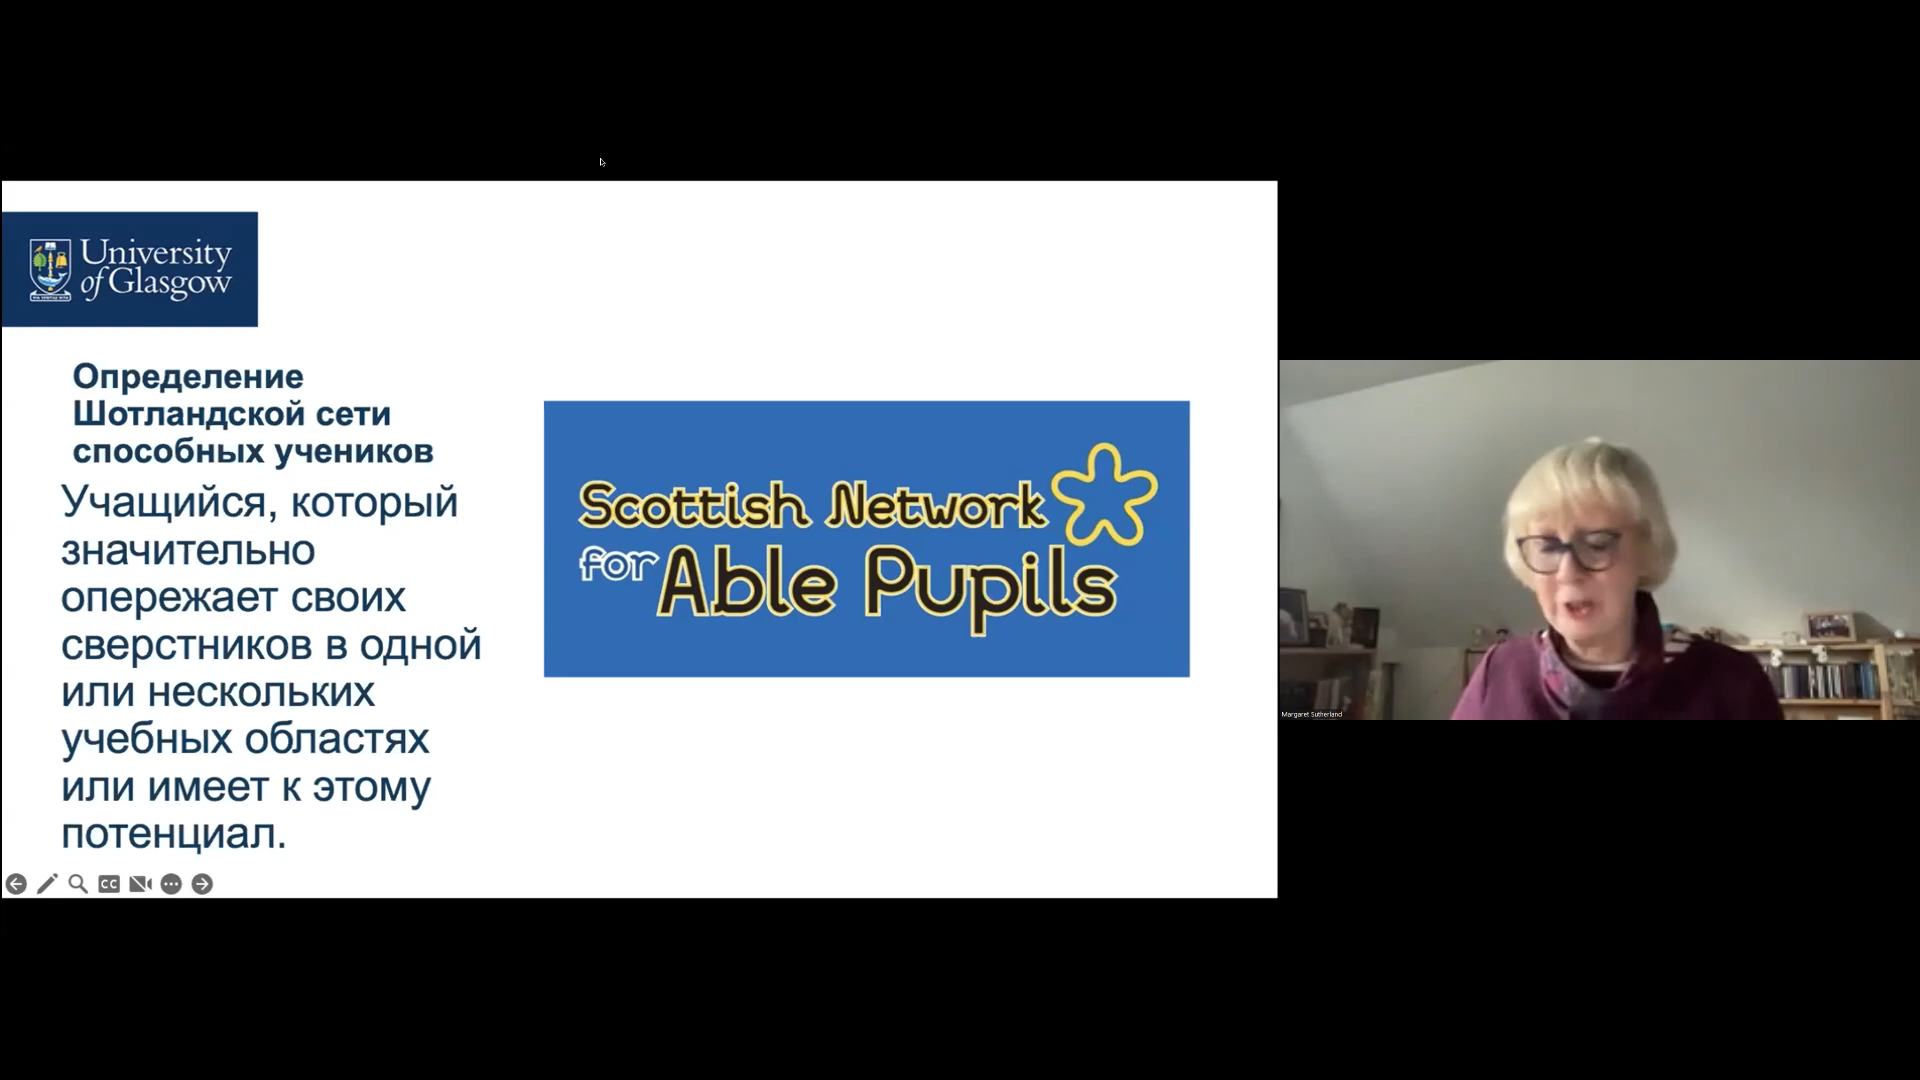 University
of Glasgow
Определение
Шотландской сети
способных учеников
Учащийся, который
значительно
опережает своих
сверстников в одной
или нескольких
учебных областях
или имеет к этому
потенциал.
Scottish Network
for Able Pupils
CC
Margaret Sutherland